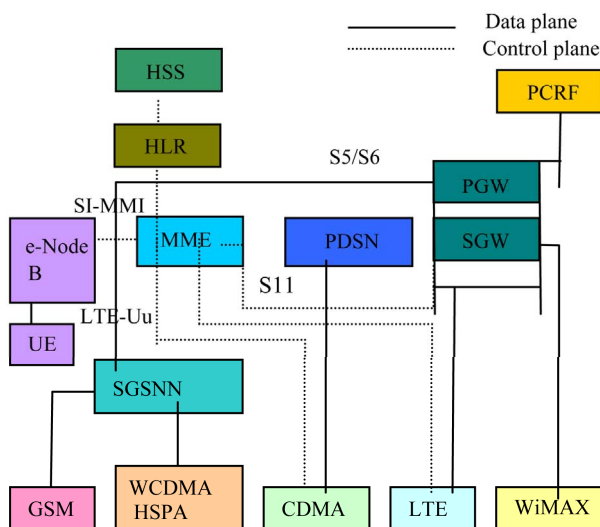 Data plane
Control plane
HSS
PCRF
HLR
S5/S6
PGW
SI-MMI
e-Node
B
MME
PDSN
SGW
S11
LTE-Uu
UE
SGSNN
GSM
WCDMA
HSPA
CDMA
LTE
WiMAX